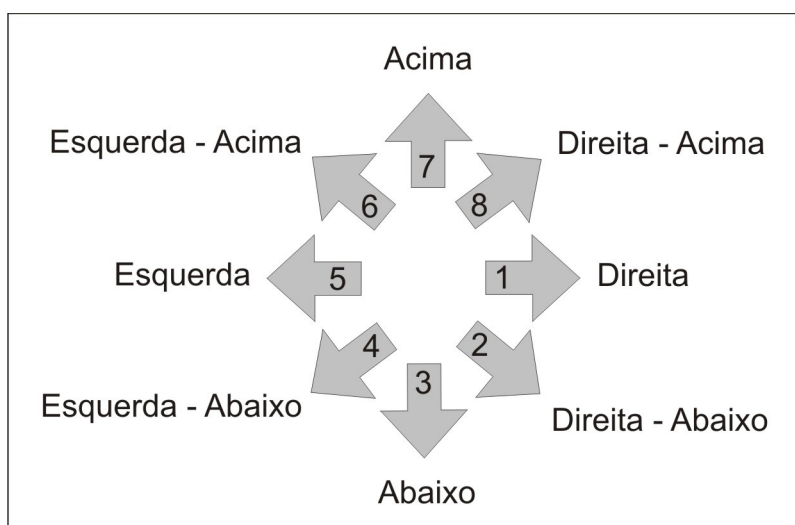 Acima
Esquerda - Acima
Direita - Acima
7
6
8
Esquerda
5
1
Direita
4
2
3
Esquerda - Abaixo
Direita - Abaixo
Abaixo